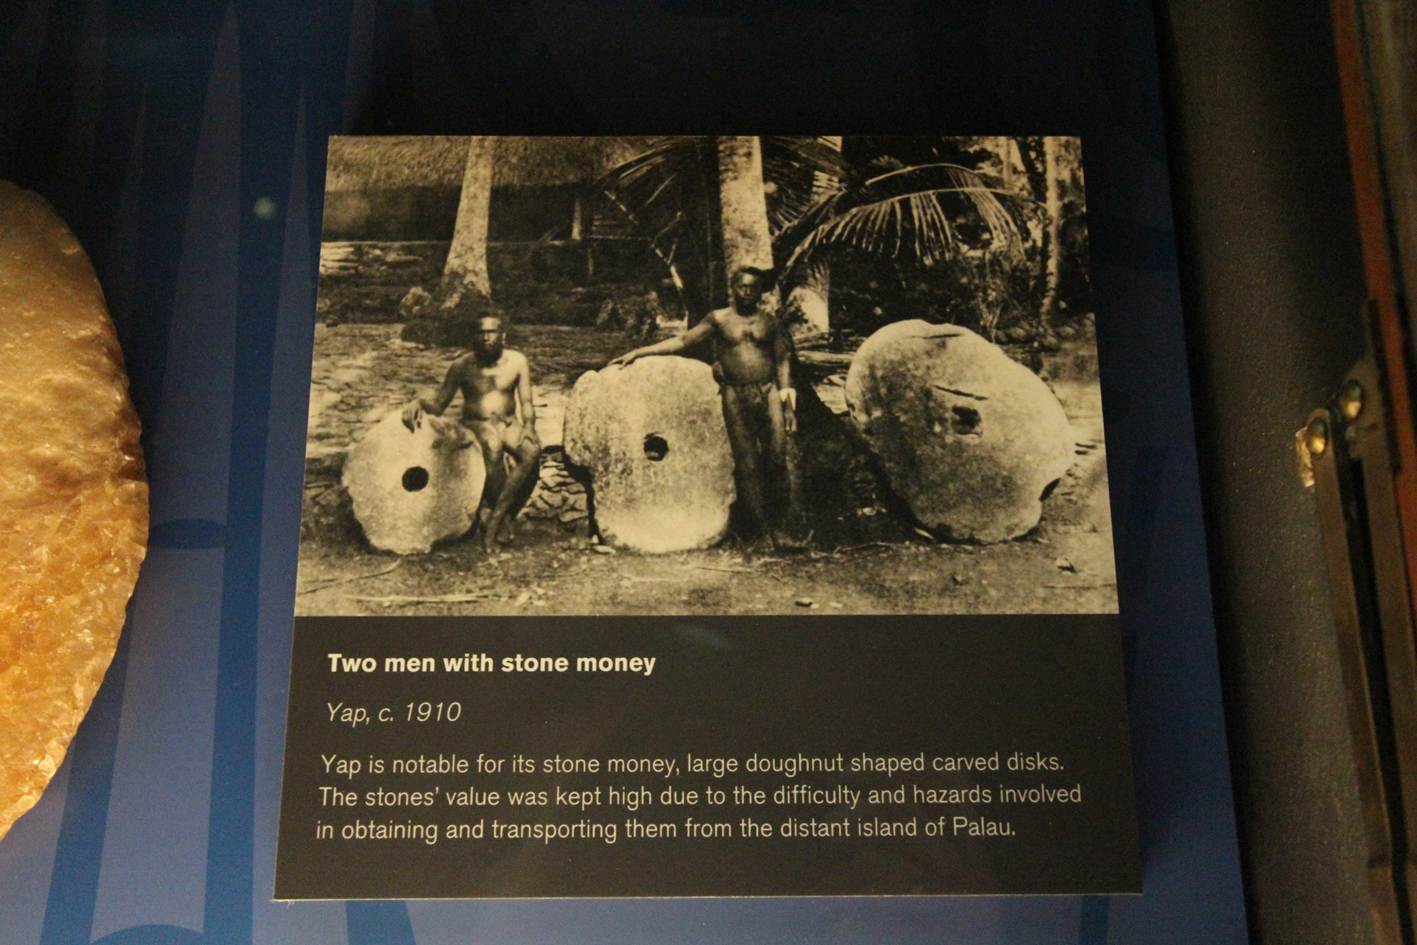 Two men with stone money
Yap, c. 1910
Yap is notable for its stone money, large doughnut shaped carved disks.
The stones' value was kept high due to the difficulty and hazards involved
in obtaining and transporting them from the distant island of Palau.